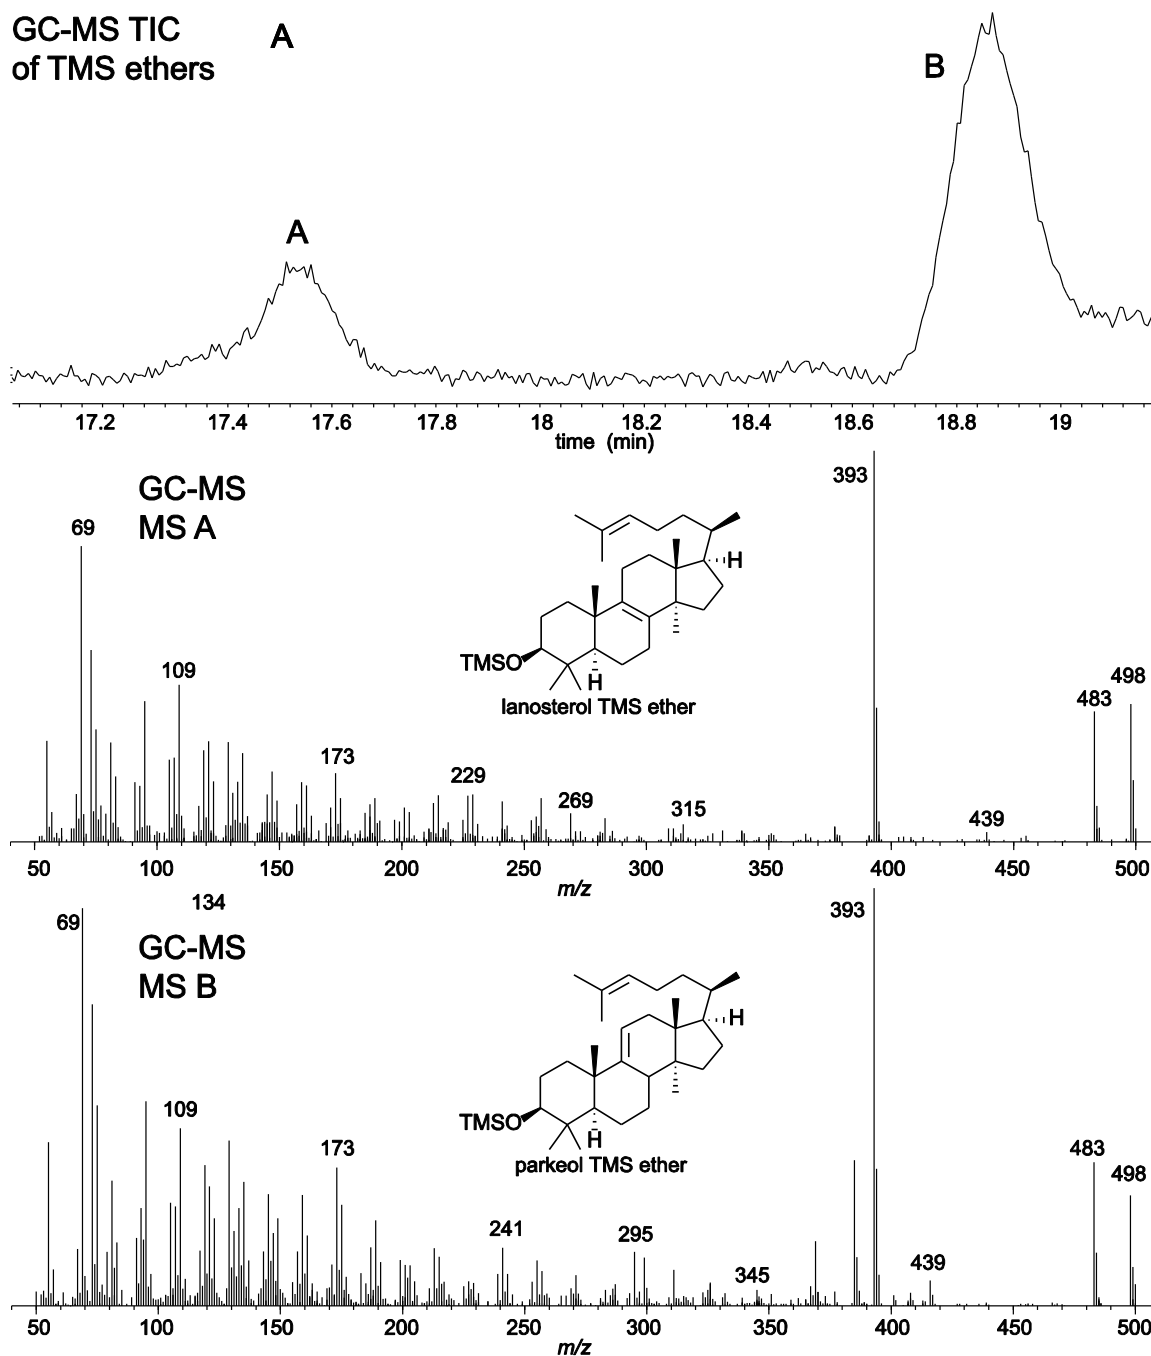 GC-MS TIC
of TMS ethers
A
B
A
17.2 17.4 17.6 17.8 18 18.2 18.4 18.6 18.8 19
time (min)
GC-MS
MS A
69
109
173
229
269
315
393
439
483
498
H
TMSO
H
lanosterol TMS ether
50 100 150 200 250 300 350 400 450 500
m/z
GC-MS
MS B
69
134
109
173
241
295
345
393
439
483
498
H
TMSO
H
parkeol TMS ether
50 100 150 200 250 300 350 400 450 500
m/z